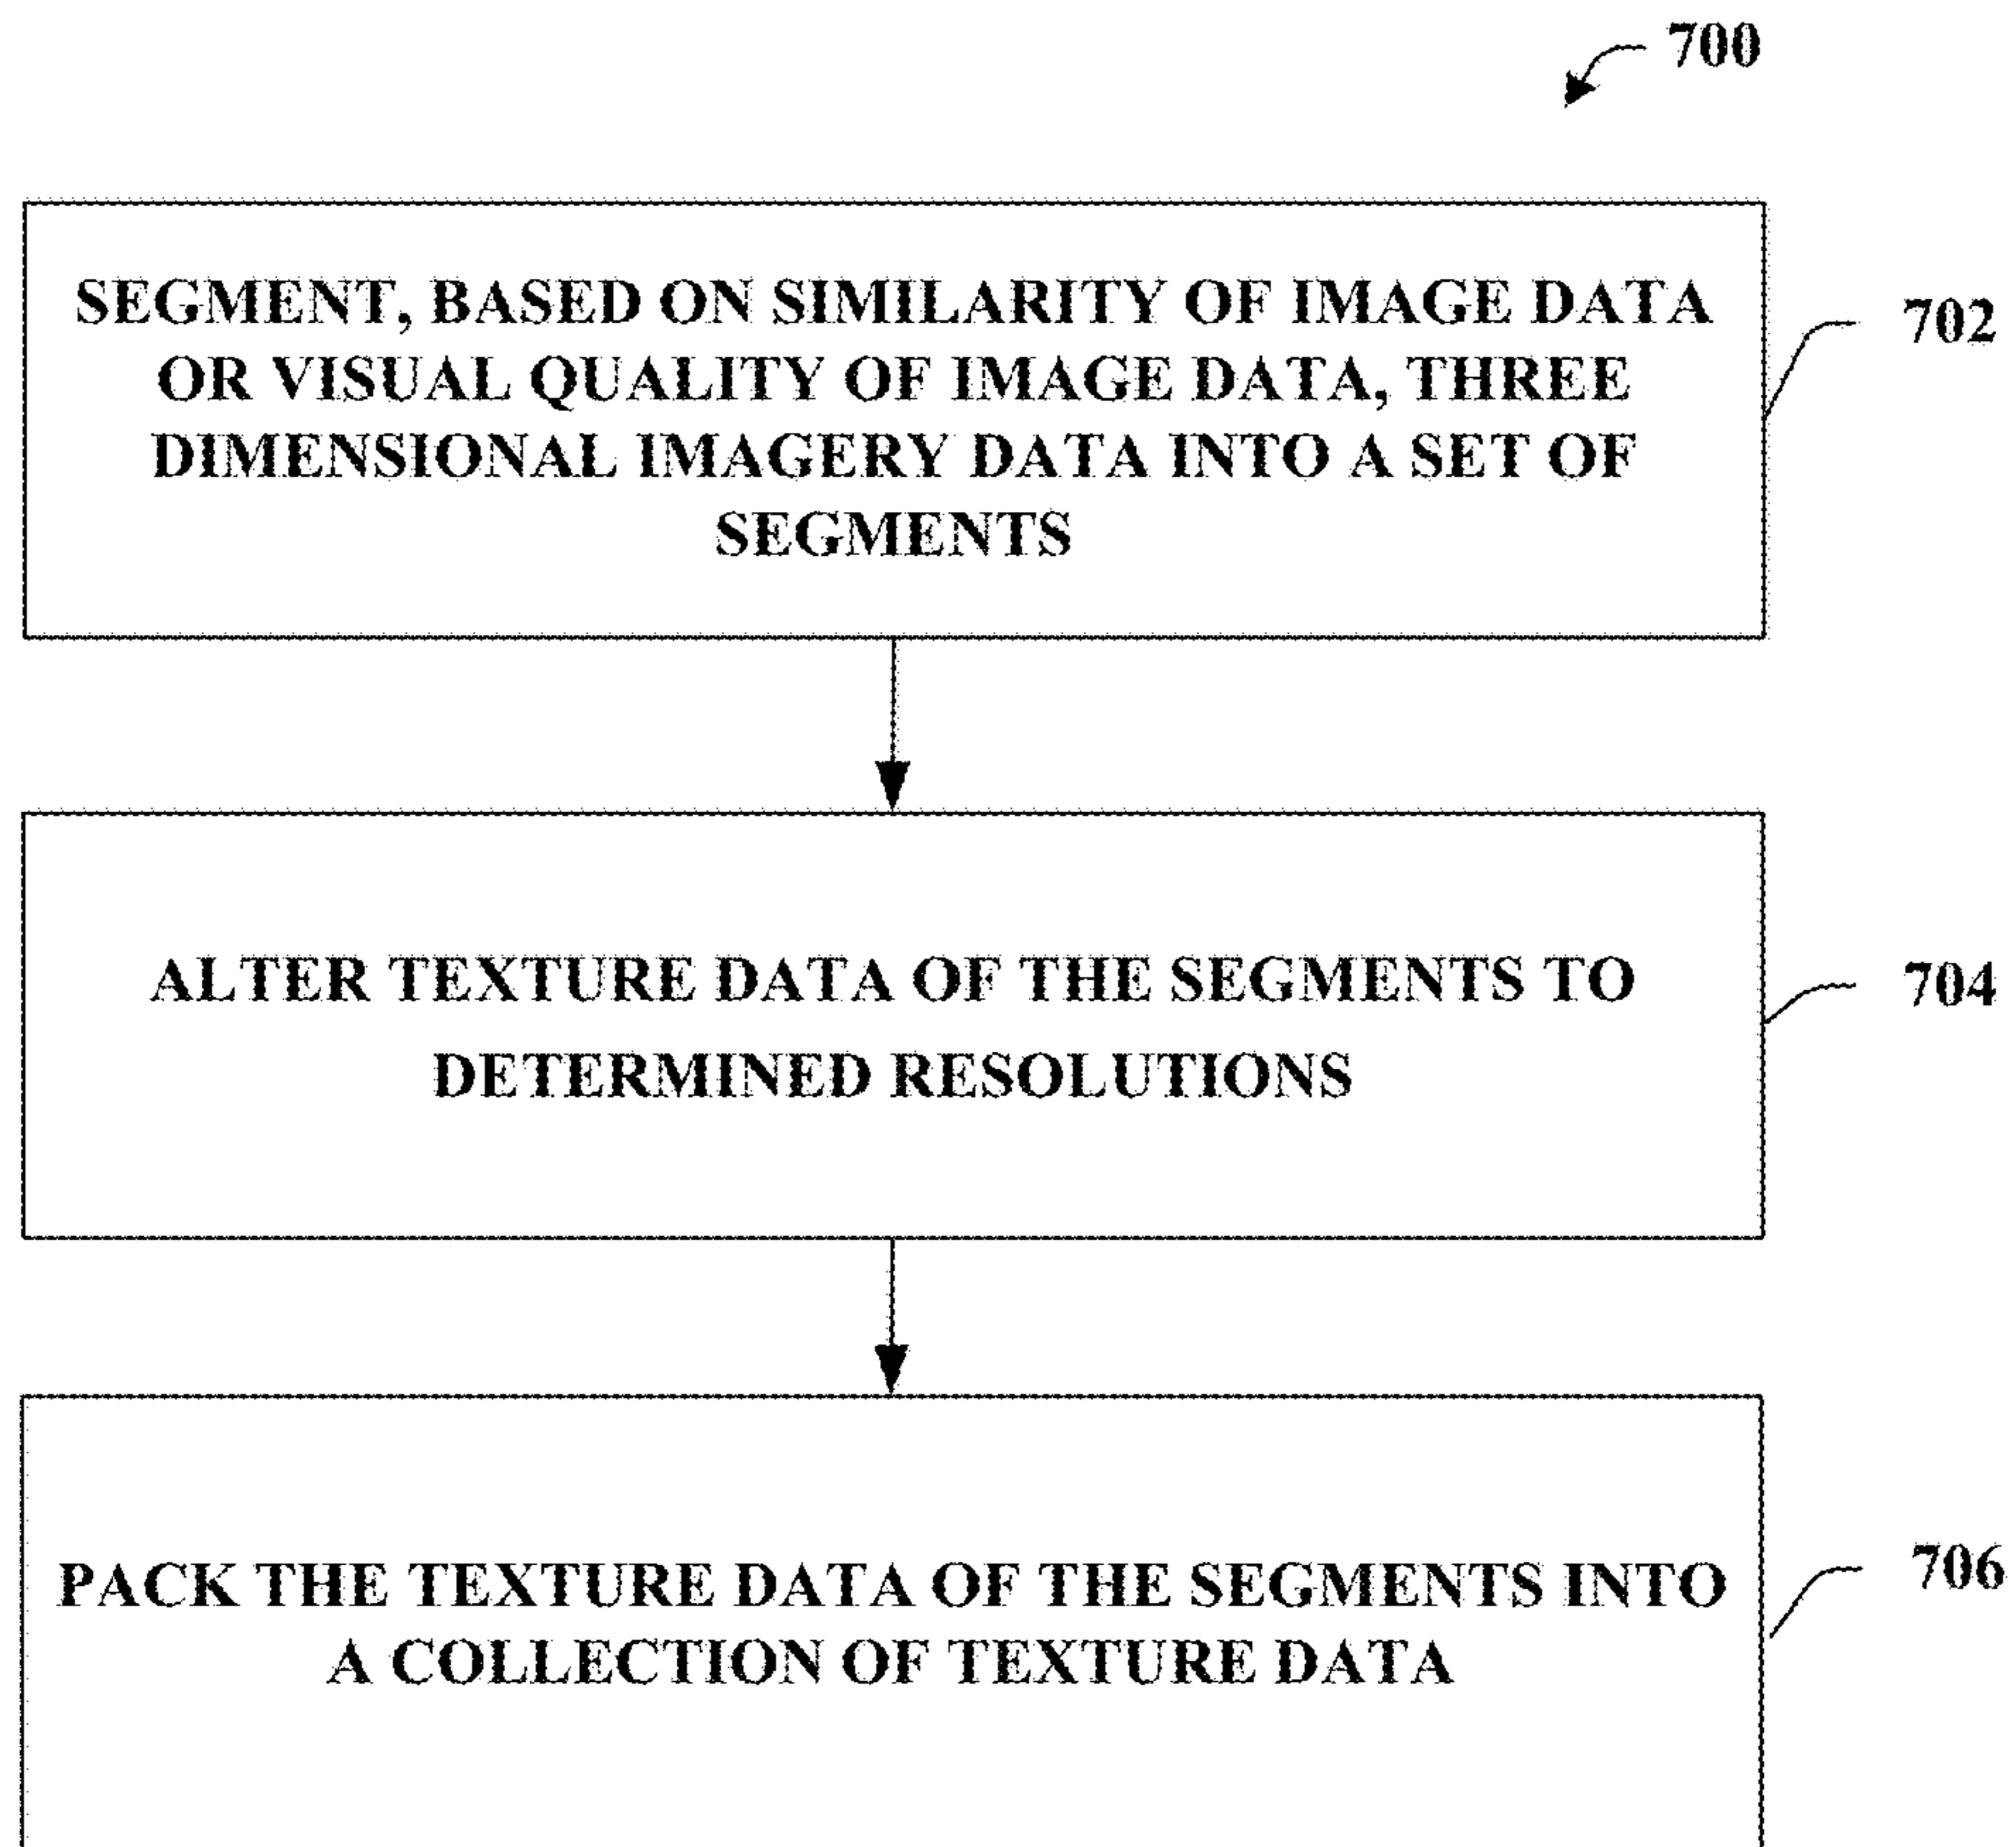 700
SEGMENT, BASED ON SIMILARITY OF IMAGE DATA
OR VISUAL QUALITY OF IMAGE DATA, THREE
DIMENSIONAL IMAGERY DATA INTO A SET OF
SEGMENTS
702
ALTER TEXTURE DATA OF THE SEGMENTS TO
DETERMINED RESOLUTIONS
704
PACK THE TEXTURE DATA OF THE SEGMENTS INTO
A COLLECTION OF TEXTURE DATA
706